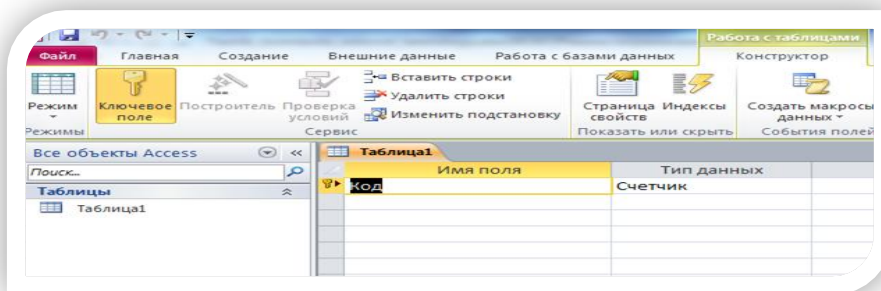 Работа с таблицами
Файл Главная Создание Внешние данные Работа с базами данных Конструктор
Режим
Ключевое поле
Построитель
Проверка условий
Вставить строки
Удалить строки
Изменить подстановку
Страница свойств
Индексы
Создать макросы данных
Режимы Сервис Показать или скрыть События полей
Все объекты Access
Таблица1
Поиск...
Имя поля Тип данных
Таблицы
Код Счетчик
Таблица1